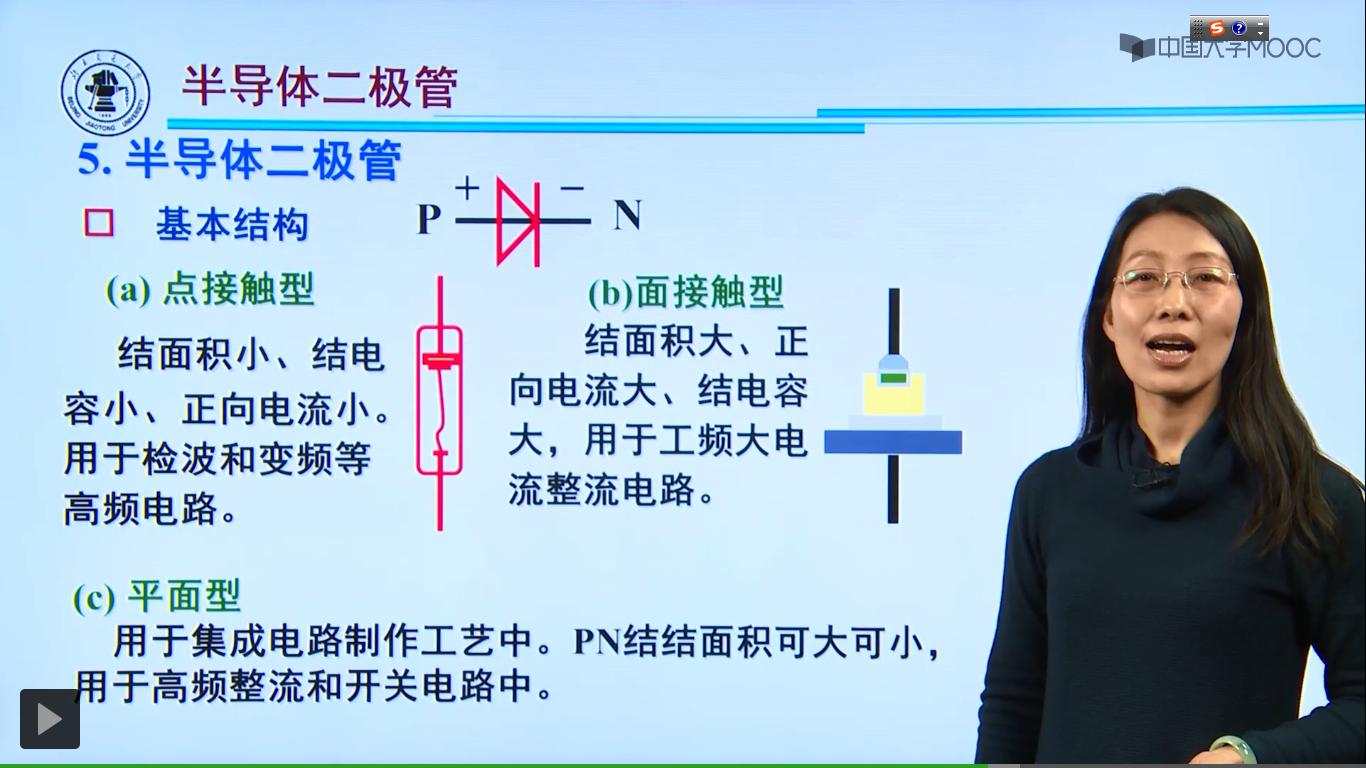 中国大学MOOC
半导体二极管
5. 半导体二极管
+ −
P N
基本结构
(a) 点接触型
结面积小、结电
容小、正向电流小。
用于检波和变频等
高频电路。
(b)面接触型
结面积大、正
向电流大、结电容
大，用于工频大电
流整流电路。
(c) 平面型
用于集成电路制作工艺中。PN结结面积可大可小，
用于高频整流和开关电路中。
BEIJING JIAOTONG UNIVERSITY